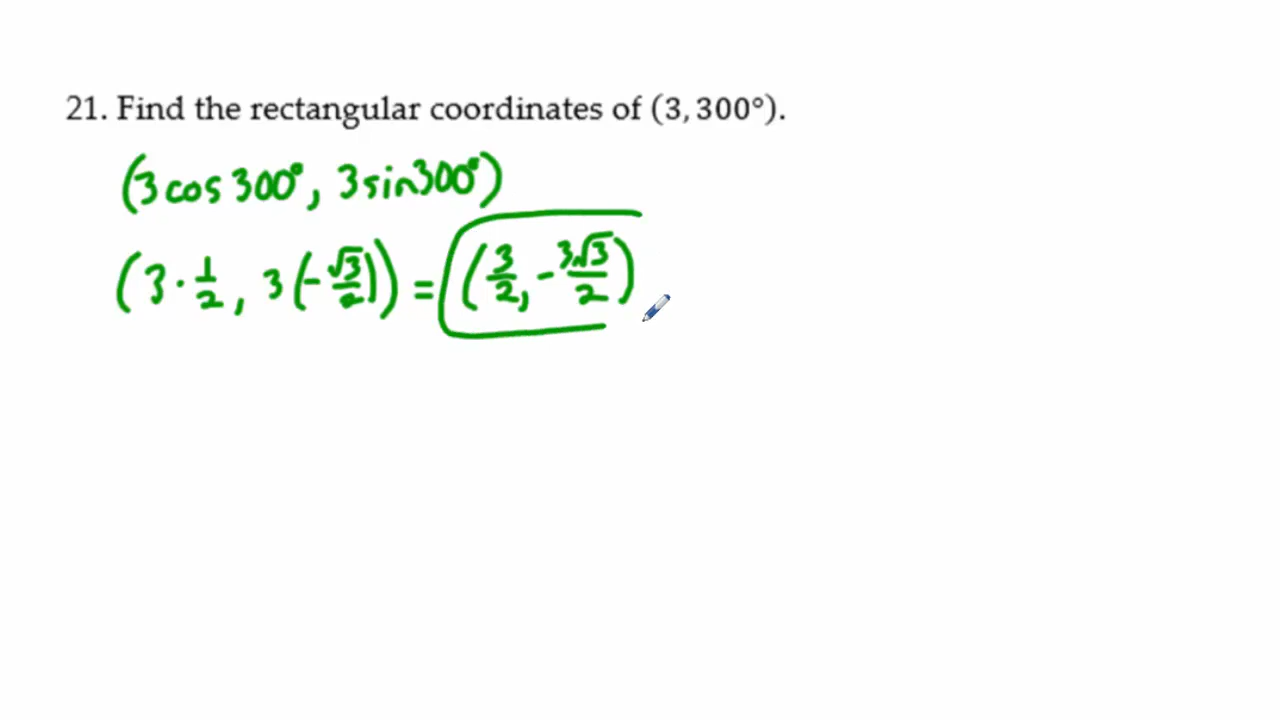 21. Find the rectangular coordinates of (3, 300°).
(3cos300°, 3sin300°)
(3·1/2, 3(-√3/2)) = (3/2, -3√3/2)